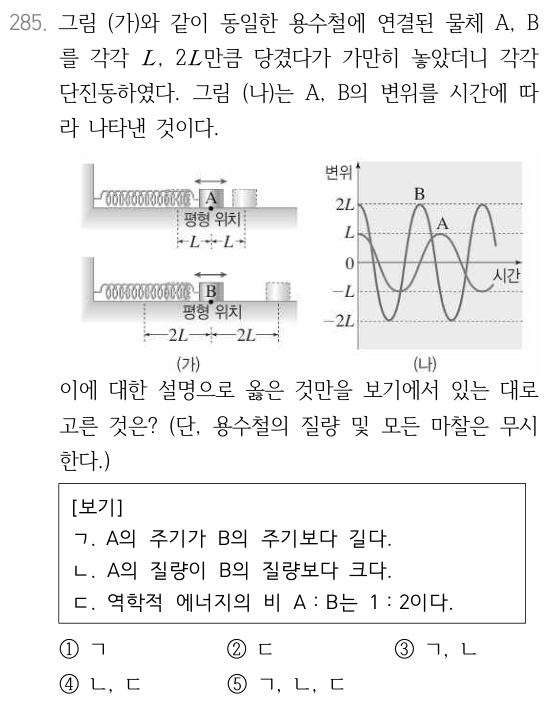 285. 그림 (가)와 같이 동일한 용수철에 연결된 물체 A, B
를 각각 L, 2L만큼 당겼다가 가만히 놓았더니 각각
단진동하였다. 그림 (나)는 A, B의 변위를 시간에 따
라 나타낸 것이다.
A
평형 위치
L L
B
평형 위치
2L 2L
(가)
변위
2L
L
0
-L
-2L
B
A
시간
(나)
이에 대한 설명으로 옳은 것만을 보기에서 있는 대로
고른 것은? (단, 용수철의 질량 및 모든 마찰은 무시
한다.)
[보기]
ㄱ. A의 주기가 B의 주기보다 길다.
ㄴ. A의 질량이 B의 질량보다 크다.
ㄷ. 역학적 에너지의 비 A : B는 1 : 2이다.
① ㄱ ② ㄷ ③ ㄱ, ㄴ
④ ㄴ, ㄷ ⑤ ㄱ, ㄴ, ㄷ